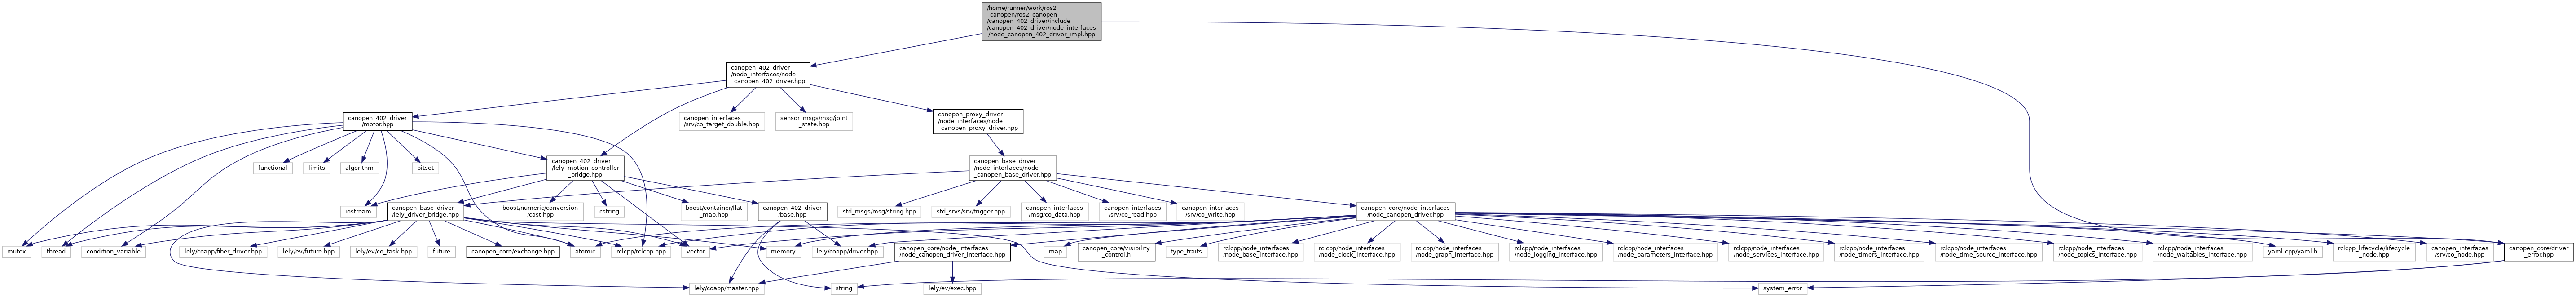 /home/runner/work/ros2
_canopen/ros2_canopen
/canopen_402_driver/include
/canopen_402_driver/node_interfaces
/node_canopen_402_driver_impl.hpp
canopen_402_driver
/node_interfaces/node
_canopen_402_driver.hpp
canopen_402_driver
/motor.hpp
canopen_interfaces
/srv/co_target_double.hpp
sensor_msgs/msg/joint
_state.hpp
canopen_proxy_driver
/node_interfaces/node
_canopen_proxy_driver.hpp
functional
limits
algorithm
bitset
canopen_402_driver
/lely_motion_controller
_bridge.hpp
canopen_base_driver
/node_interfaces/node
_canopen_base_driver.hpp
iostream
canopen_base_driver
/lely_driver_bridge.hpp
boost/numeric/conversion
/cast.hpp
cstring
boost/container/flat
_map.hpp
canopen_402_driver
/base.hpp
std_msgs/msg/string.hpp
std_srvs/srv/trigger.hpp
canopen_interfaces
/msg/co_data.hpp
canopen_interfaces
/srv/co_read.hpp
canopen_interfaces
/srv/co_write.hpp
canopen_core/node_interfaces
/node_canopen_driver.hpp
mutex
thread
condition_variable
lely/coapp/fiber_driver.hpp
lely/ev/future.hpp
lely/ev/co_task.hpp
future
canopen_core/exchange.hpp
atomic
rclcpp/rclcpp.hpp
vector
memory
lely/coapp/driver.hpp
canopen_core/node_interfaces
/node_canopen_driver_interface.hpp
map
canopen_core/visibility
_control.h
type_traits
rclcpp/node_interfaces
/node_base_interface.hpp
rclcpp/node_interfaces
/node_clock_interface.hpp
rclcpp/node_interfaces
/node_graph_interface.hpp
rclcpp/node_interfaces
/node_logging_interface.hpp
rclcpp/node_interfaces
/node_parameters_interface.hpp
rclcpp/node_interfaces
/node_services_interface.hpp
rclcpp/node_interfaces
/node_timers_interface.hpp
rclcpp/node_interfaces
/node_time_source_interface.hpp
rclcpp/node_interfaces
/node_topics_interface.hpp
rclcpp/node_interfaces
/node_waitables_interface.hpp
yaml-cpp/yaml.h
rclcpp_lifecycle/lifecycle
_node.hpp
canopen_interfaces
/srv/co_node.hpp
canopen_core/driver
_error.hpp
lely/coapp/master.hpp
string
lely/ev/exec.hpp
system_error